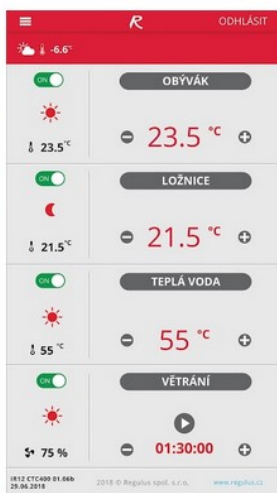 R ODHLÁSIT
-6.6°C
ON OBÝVÁK
23.5 °C
23.5 °C
ON LOŽNICE
21.5 °C
21.5 °C
ON TEPLÁ VODA
55 °C
55 °C
ON VĚTRÁNÍ
75 % 01:30:00
IR12 CTC400 01.06b
29.06.2018
2018 © Regulus spol. s.r.o. www.regulus.cz